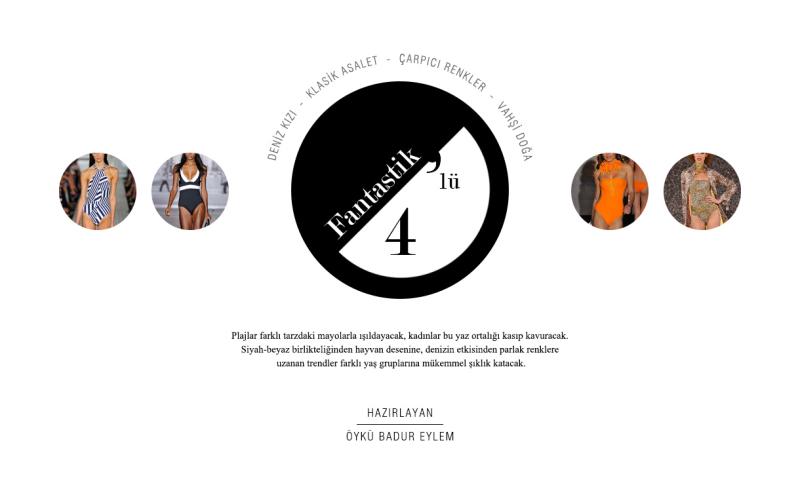 DENİZ KIZI - KLASİK ASALET - ÇARPICI RENKLER - VAHŞİ DOĞA
Fantastik
4'lü
Plajlar farklı tarzdaki mayolarla ışıldayacak, kadınlar bu yaz ortalığı kasıp kavuracak.
Siyah-beyaz birlikteliğinden hayvan desenine, denizin etkisinden parlak renklere
uzanan trendler farklı yaş gruplarına mükemmel şıklık katacak.
HAZIRLAYAN
ÖYKÜ BADUR EYLEM